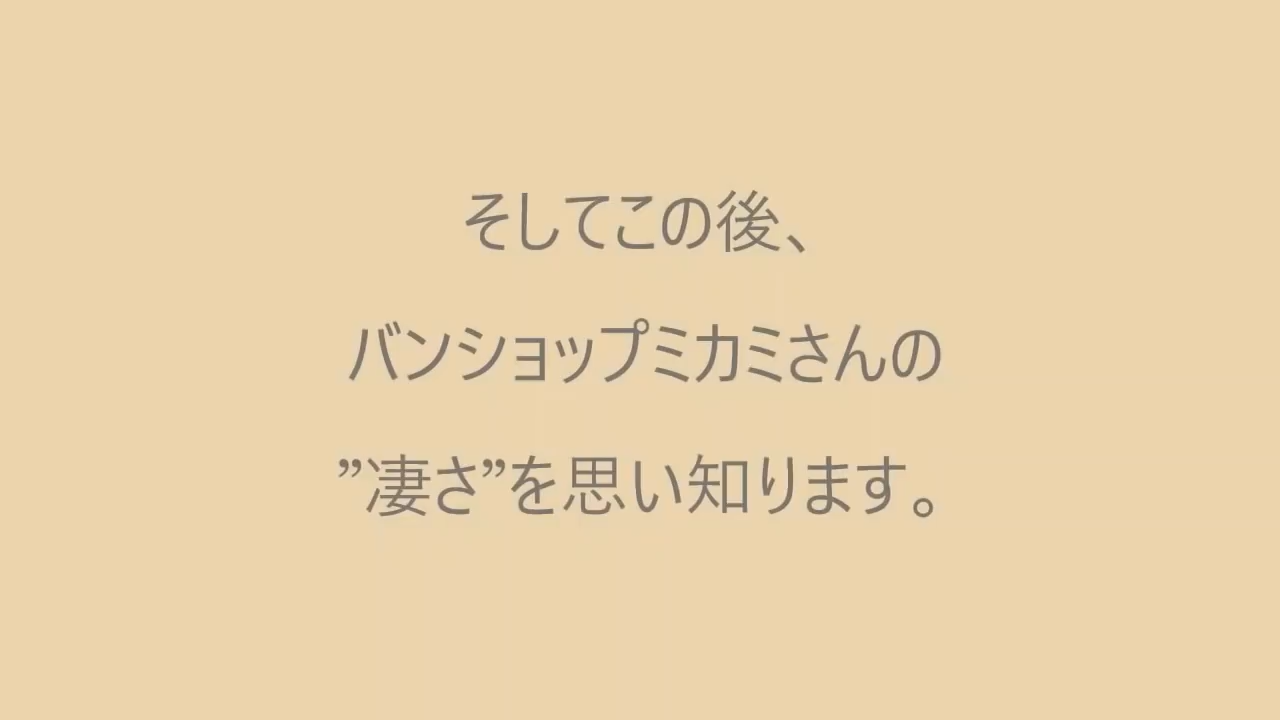 そしてこの後、
バンショップミカミさんの
”凄さ”を思い知ります。